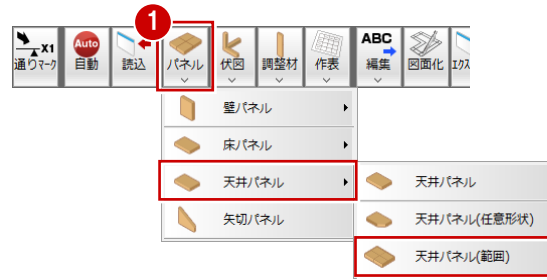 1
X1 Auto ABC
通りマーク 自動 読込 パネル 伏図 調整材 作表 編集 図面化 エクス
壁パネル
床パネル
天井パネル 天井パネル
矢切パネル 天井パネル(任意形状)
天井パネル(範囲)